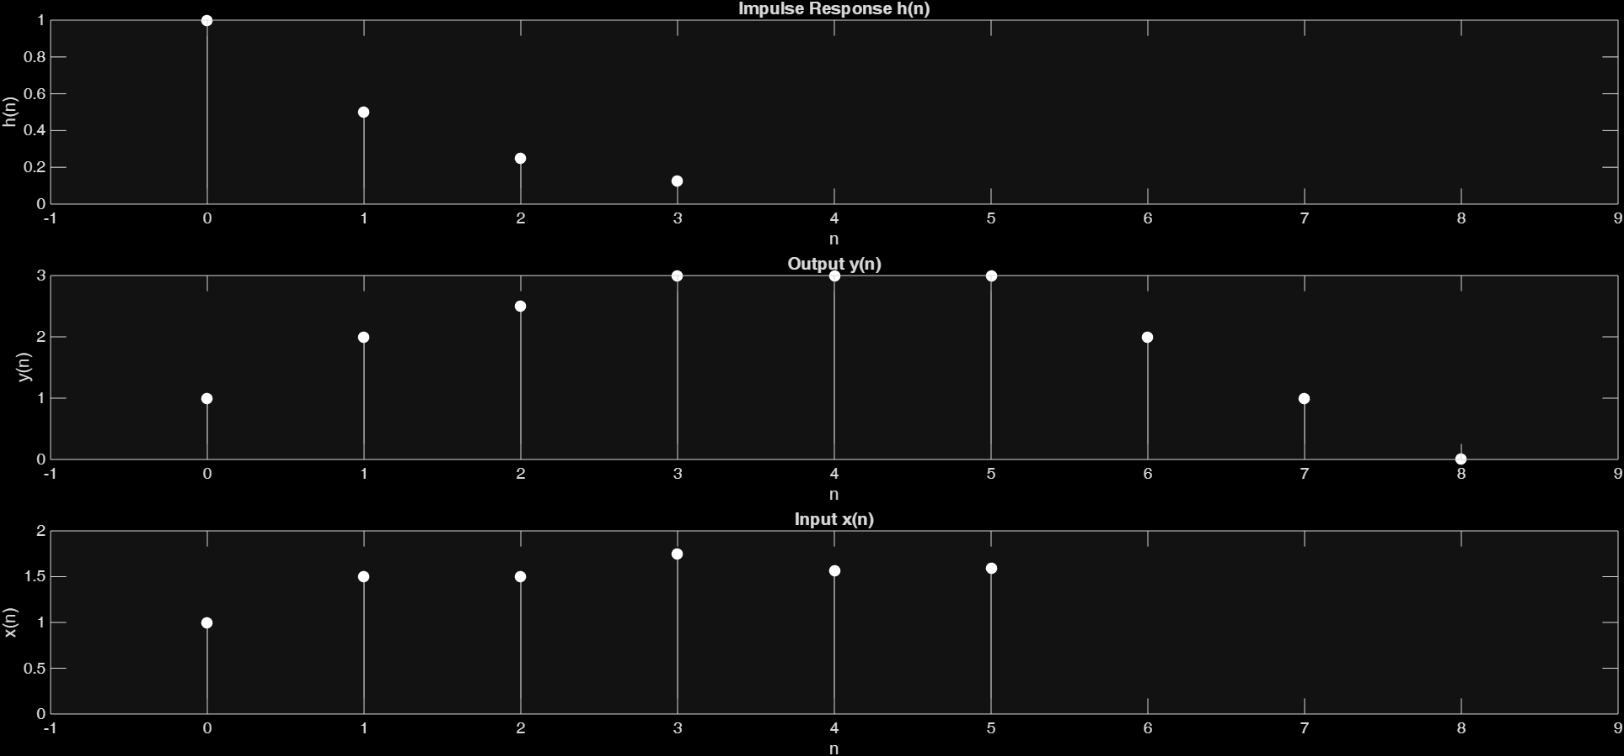 Impulse Response h(n)
1
0.8
0.6
0.4
0.2
0
h(n)
-1 0 1 2 3 4 5 6 7 8 9
n
Output y(n)
3
2
1
0
y(n)
-1 0 1 2 3 4 5 6 7 8 9
n
Input x(n)
2
1.5
1
0.5
0
x(n)
-1 0 1 2 3 4 5 6 7 8 9
n